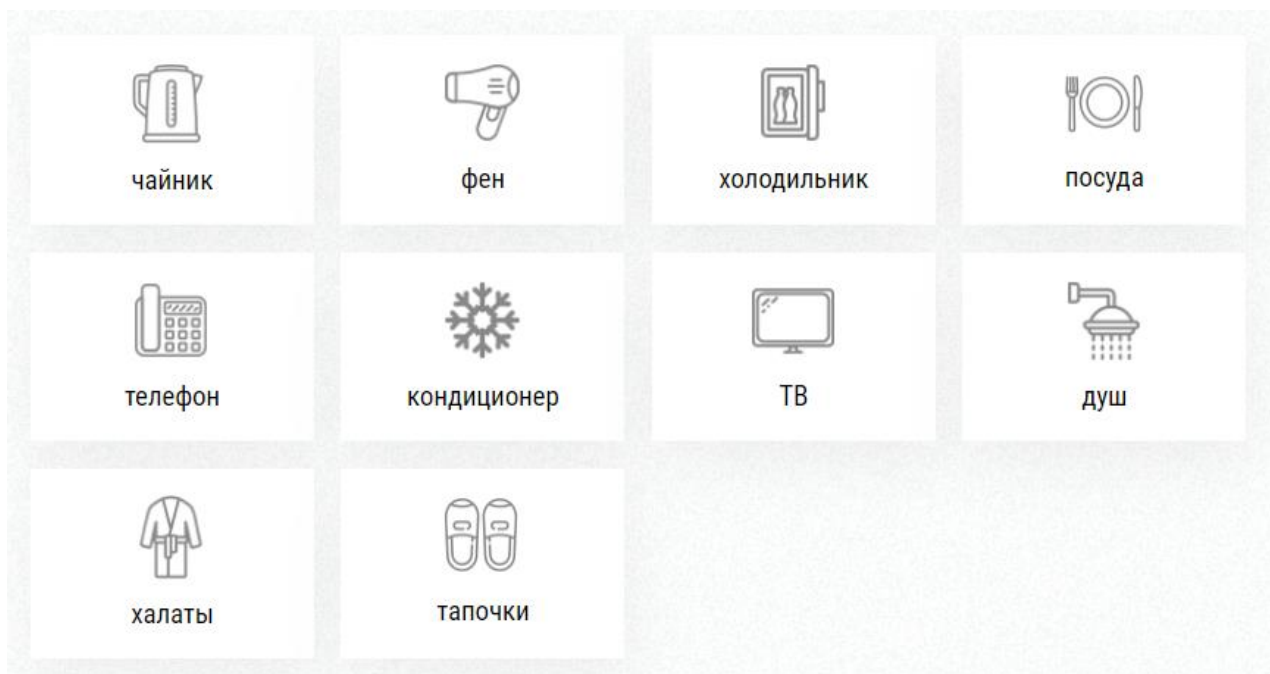 чайник
фен
холодильник
посуда
телефон
кондиционер
ТВ
душ
халаты
тапочки